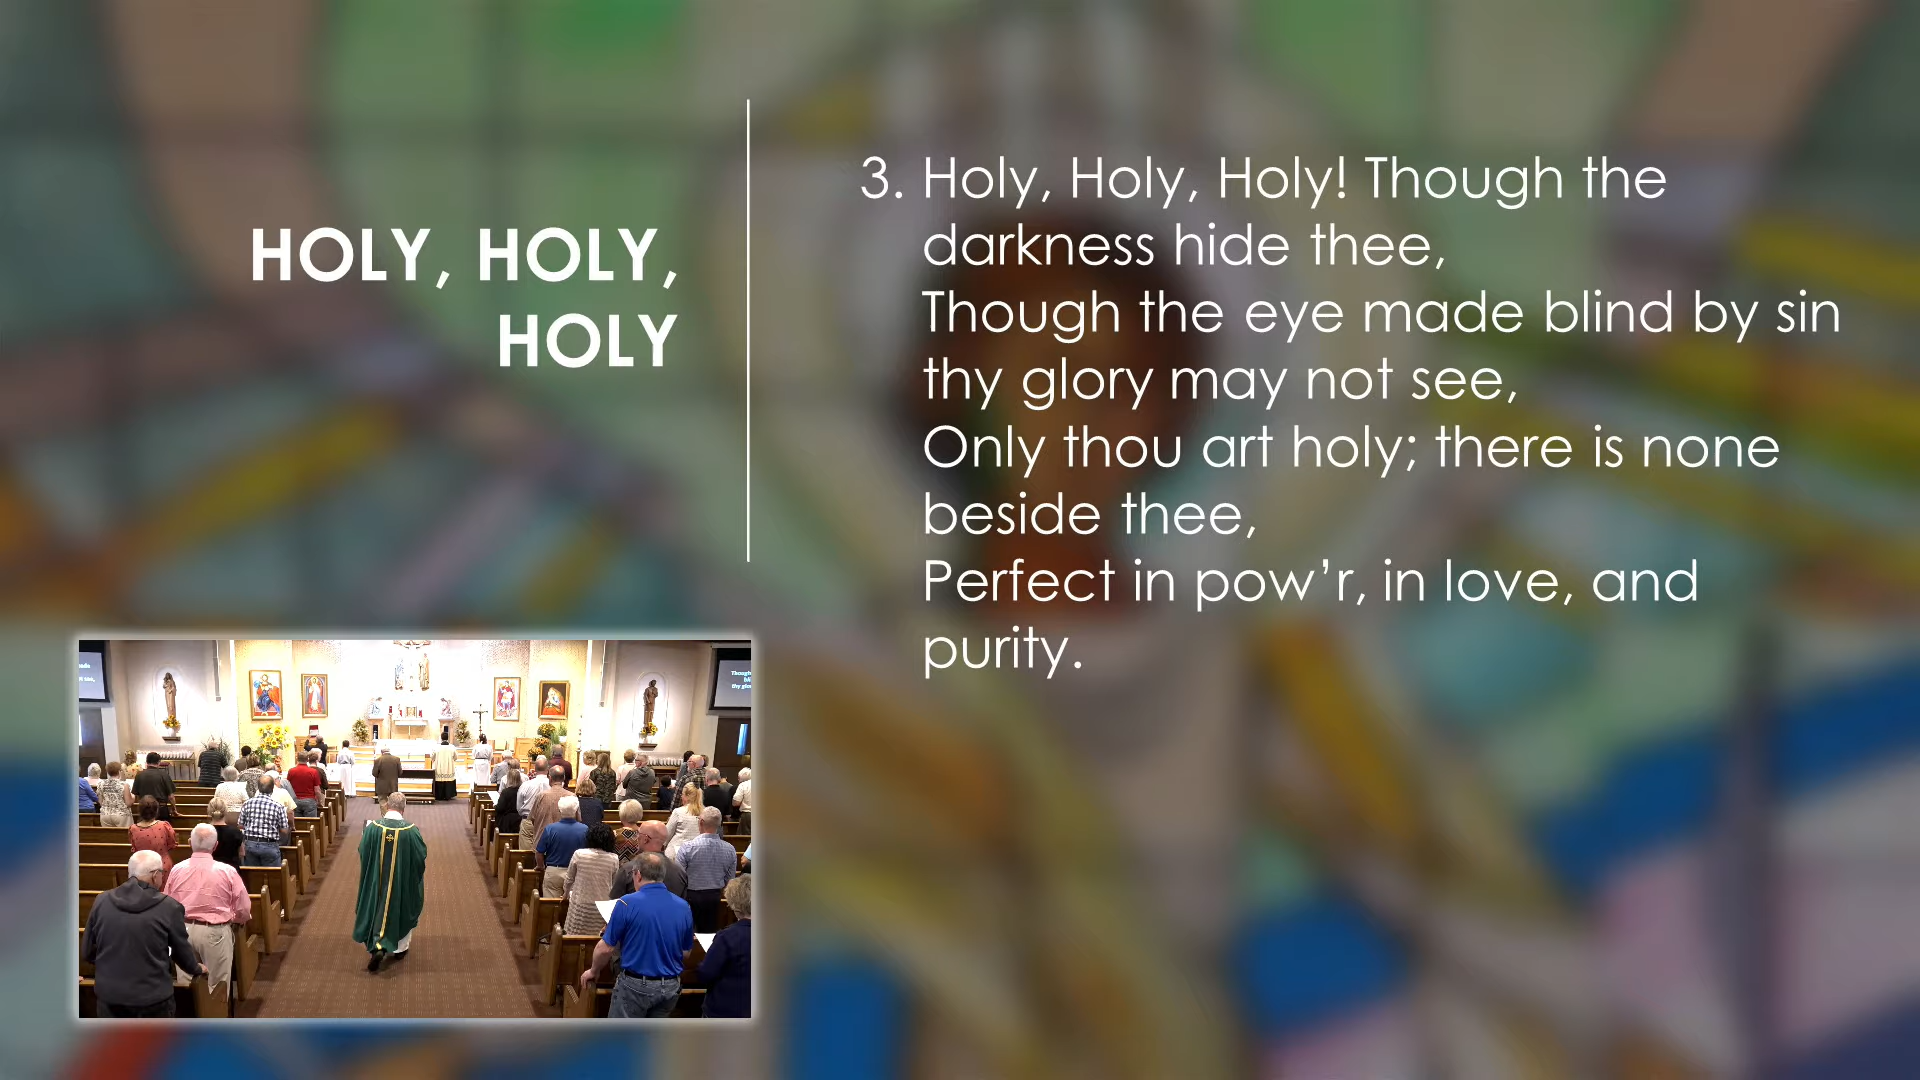 HOLY, HOLY,
HOLY
3. Holy, Holy, Holy! Though the
darkness hide thee,
Though the eye made blind by sin
thy glory may not see,
Only thou art holy; there is none
beside thee,
Perfect in pow’r, in love, and
purity.